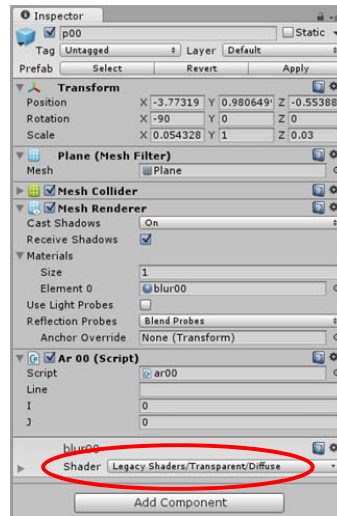 Inspector
p00 Static
Tag Untagged Layer Default
Prefab Select Revert Apply
Transform
Position X -3.77319 Y 0.980649 Z -0.55388
Rotation X -90 Y 0 Z 0
Scale X 0.054328 Y 1 Z 0.03
Plane (Mesh Filter)
Mesh Plane
Mesh Collider
Mesh Renderer
Cast Shadows On
Receive Shadows
Materials
Size 1
Element 0 blur00
Use Light Probes
Reflection Probes Blend Probes
Anchor Override None (Transform)
Ar 00 (Script)
Script ar00
Line
I 0
J 0
blur00
Shader Legacy Shaders/Transparent/Diffuse
Add Component